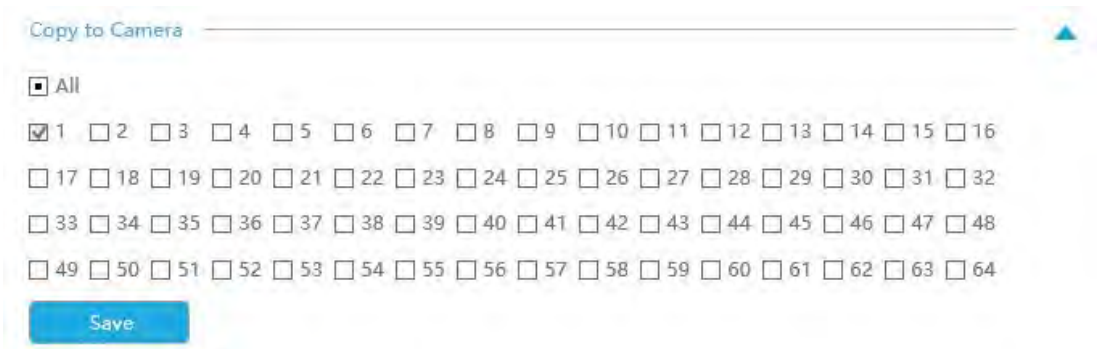 Copy to Camera
All
1 2 3 4 5 6 7 8 9 10 11 12 13 14 15 16
17 18 19 20 21 22 23 24 25 26 27 28 29 30 31 32
33 34 35 36 37 38 39 40 41 42 43 44 45 46 47 48
49 50 51 52 53 54 55 56 57 58 59 60 61 62 63 64
Save